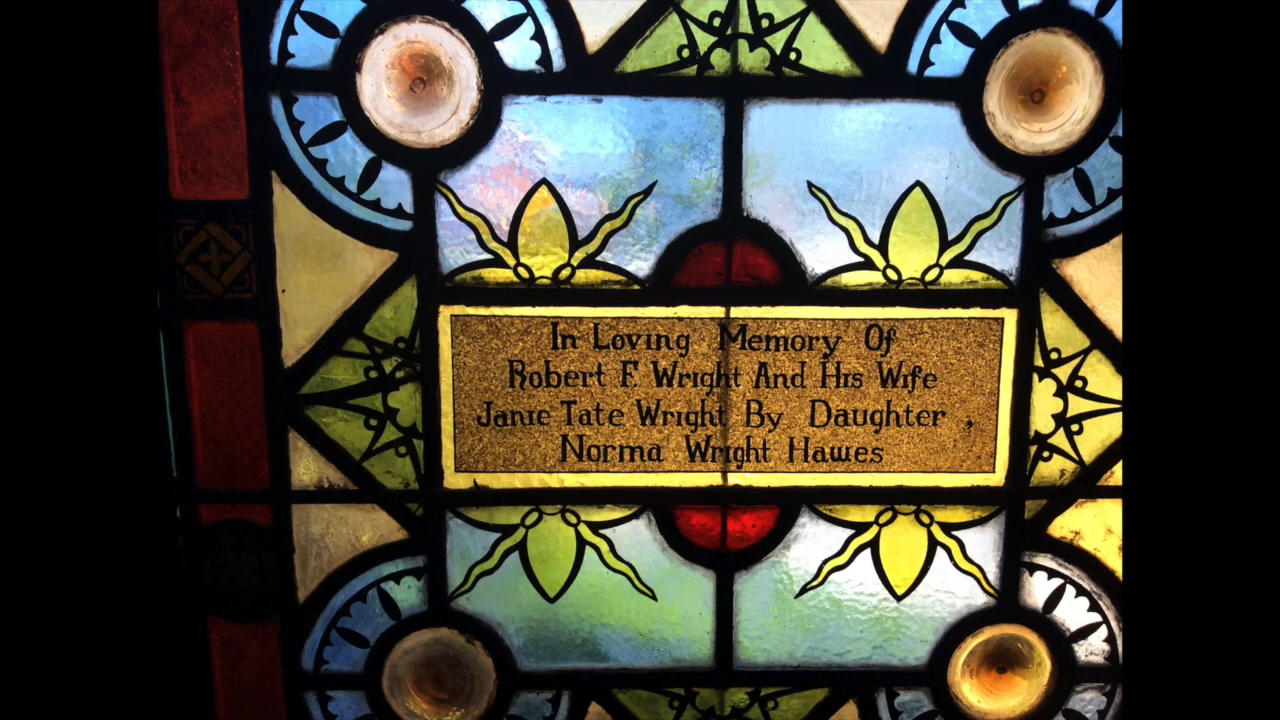 In Loving Memory Of
Robert F. Wright And His Wife
Janie Tate Wright By Daughter,
Norma Wright Hawes